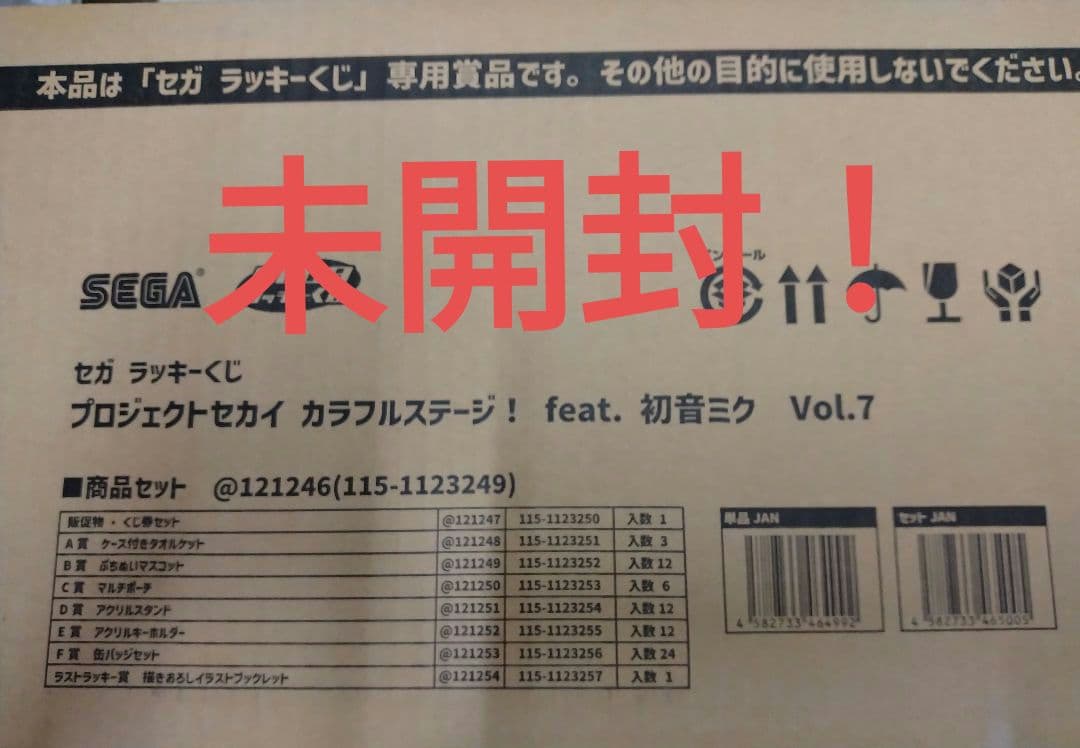 本品は「セガ ラッキーくじ」専用賞品です。その他の目的に使用しないでください。
未開封！
SEGA
セガ ラッキーくじ
プロジェクトセカイ カラフルステージ！ feat. 初音ミク Vol.7
■商品セット @121246(115-1123249)
販促物・くじ券セット @121247 115-1123250 入数 1
A賞 ケース付きタオルケット @121248 115-1123251 入数 3
B賞 ぷちぬいマスコット @121249 115-1123252 入数 12
C賞 マルチポーチ @121250 115-1123253 入数 6
D賞 アクリルスタンド @121251 115-1123254 入数 12
E賞 アクリルキーホルダー @121252 115-1123255 入数 12
F賞 缶バッジセット @121253 115-1123256 入数 24
ラストラッキー賞 描きおろしイラストブックレット @121254 115-1123257 入数 1
単品 JAN
4 582733 464992
セット JAN
4 582733 465005